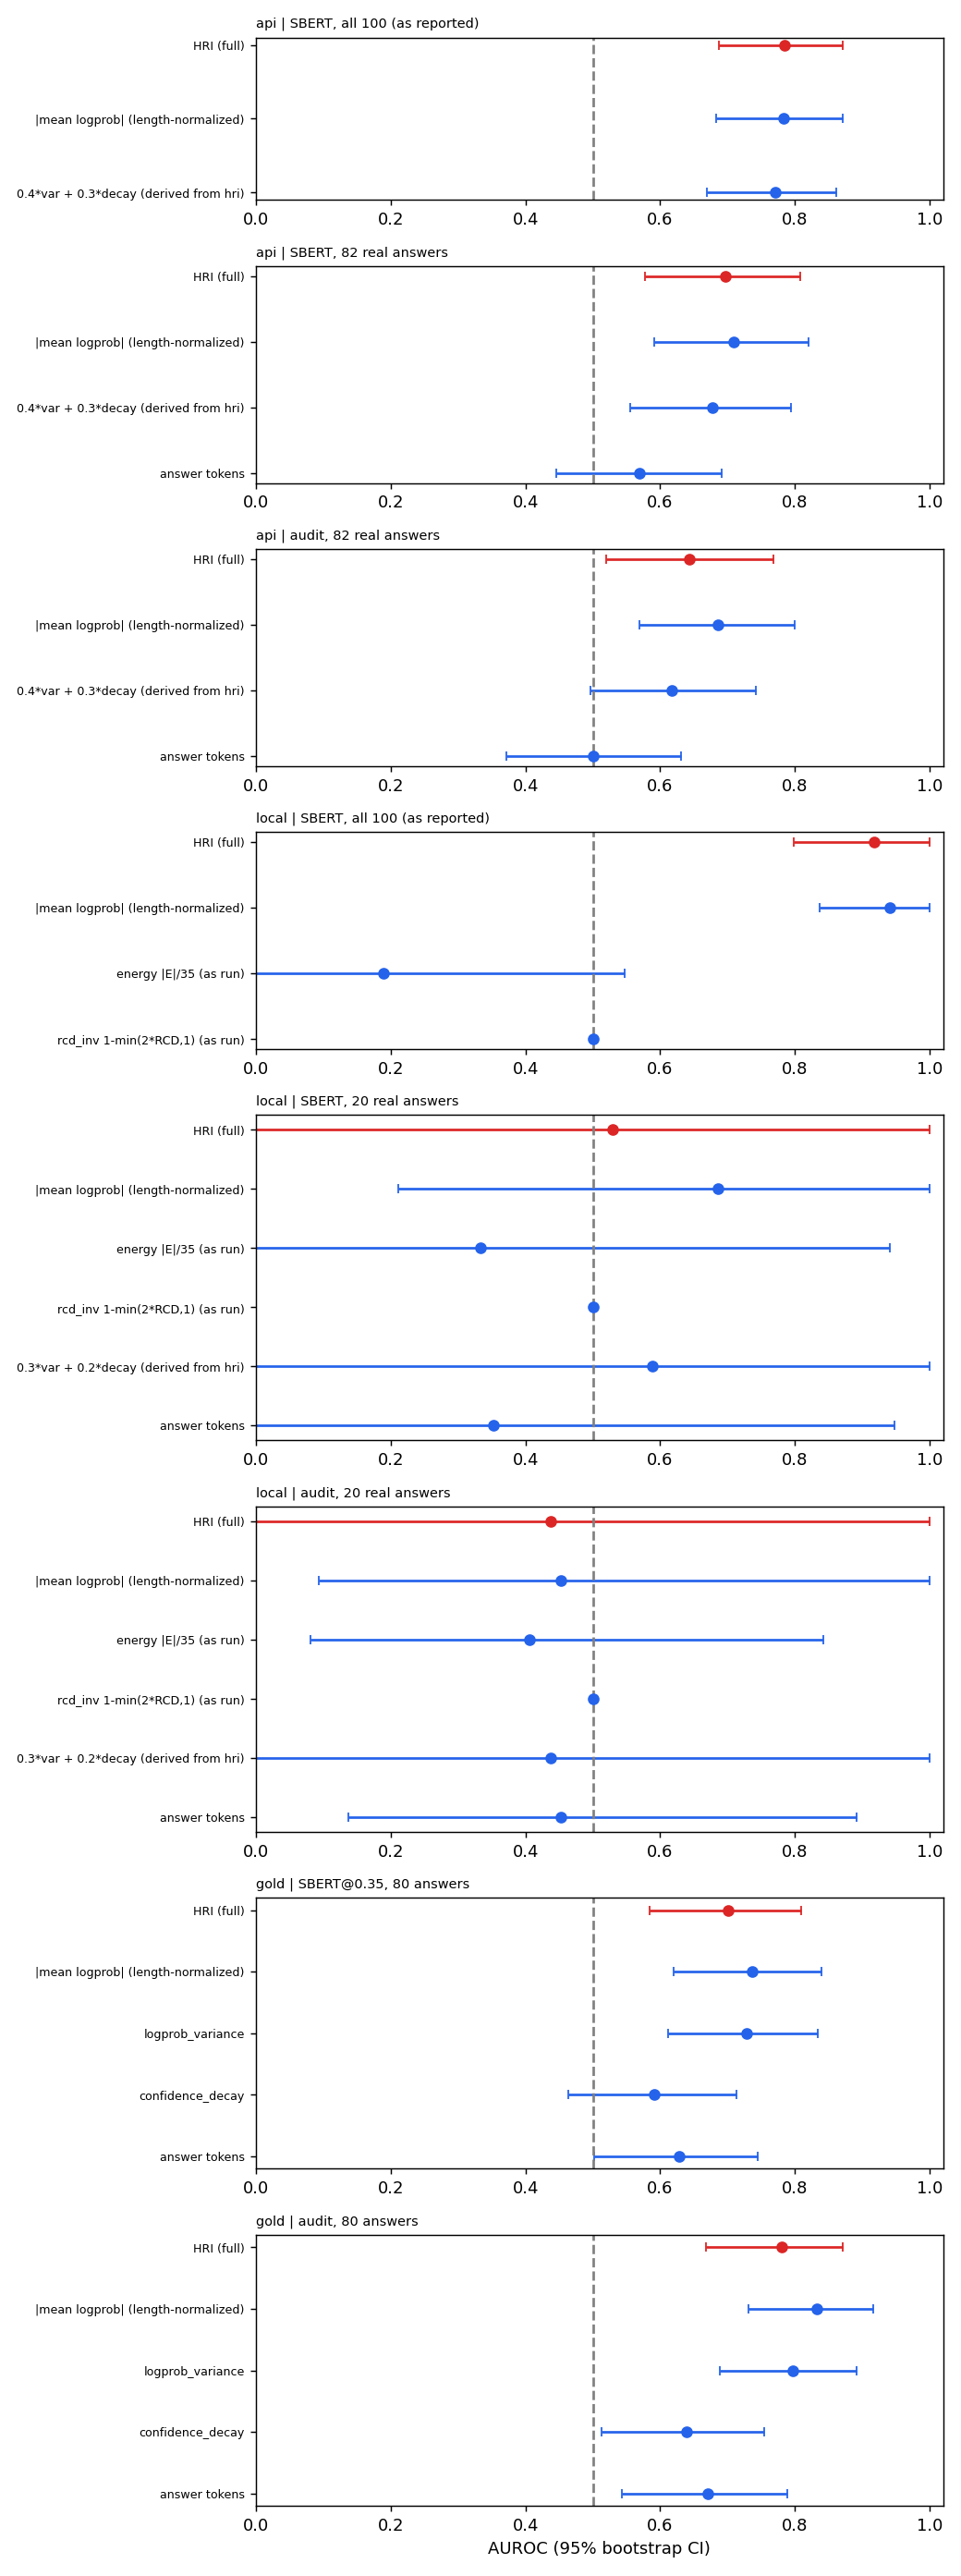 api | SBERT, all 100 (as reported)
HRI (full)
|mean logprob| (length-normalized)
0.4*var + 0.3*decay (derived from hri)
0.0 0.2 0.4 0.6 0.8 1.0
api | SBERT, 82 real answers
HRI (full)
|mean logprob| (length-normalized)
0.4*var + 0.3*decay (derived from hri)
answer tokens
0.0 0.2 0.4 0.6 0.8 1.0
api | audit, 82 real answers
HRI (full)
|mean logprob| (length-normalized)
0.4*var + 0.3*decay (derived from hri)
answer tokens
0.0 0.2 0.4 0.6 0.8 1.0
local | SBERT, all 100 (as reported)
HRI (full)
|mean logprob| (length-normalized)
energy |E|/35 (as run)
rcd_inv 1-min(2*RCD,1) (as run)
0.0 0.2 0.4 0.6 0.8 1.0
local | SBERT, 20 real answers
HRI (full)
|mean logprob| (length-normalized)
energy |E|/35 (as run)
rcd_inv 1-min(2*RCD,1) (as run)
0.3*var + 0.2*decay (derived from hri)
answer tokens
0.0 0.2 0.4 0.6 0.8 1.0
local | audit, 20 real answers
HRI (full)
|mean logprob| (length-normalized)
energy |E|/35 (as run)
rcd_inv 1-min(2*RCD,1) (as run)
0.3*var + 0.2*decay (derived from hri)
answer tokens
0.0 0.2 0.4 0.6 0.8 1.0
gold | SBERT@0.35, 80 answers
HRI (full)
|mean logprob| (length-normalized)
logprob_variance
confidence_decay
answer tokens
0.0 0.2 0.4 0.6 0.8 1.0
gold | audit, 80 answers
HRI (full)
|mean logprob| (length-normalized)
logprob_variance
confidence_decay
answer tokens
0.0 0.2 0.4 0.6 0.8 1.0
AUROC (95% bootstrap CI)